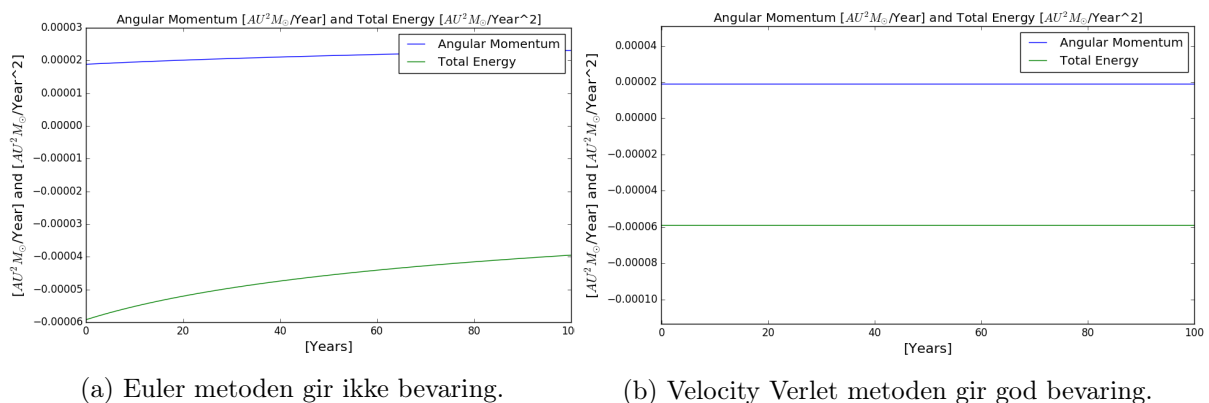 Angular Momentum [AU²M☉/Year] and Total Energy [AU²M☉/Year^2]
[AU²M☉/Year] and [AU²M☉/Year^2]
0.00003
0.00002
0.00001
0.00000
−0.00001
−0.00002
−0.00003
−0.00004
−0.00005
−0.00006
Angular Momentum
Total Energy
0 20 40 60 80 100
[Years]
(a) Euler metoden gir ikke bevaring.
Angular Momentum [AU²M☉/Year] and Total Energy [AU²M☉/Year^2]
[AU²M☉/Year] and [AU²M☉/Year^2]
0.00004
0.00002
0.00000
−0.00002
−0.00004
−0.00006
−0.00008
−0.00010
Angular Momentum
Total Energy
0 20 40 60 80 100
[Years]
(b) Velocity Verlet metoden gir god bevaring.